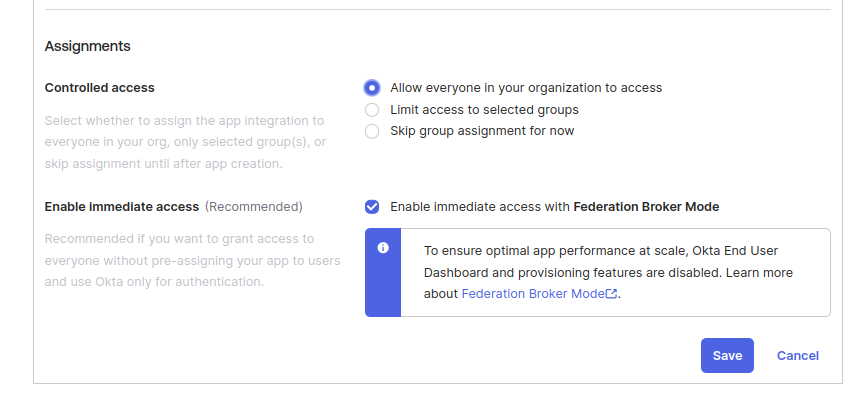 Assignments
Controlled access
Allow everyone in your organization to access
Limit access to selected groups
Skip group assignment for now
Select whether to assign the app integration to
everyone in your org, only selected group(s), or
skip assignment until after app creation.
Enable immediate access (Recommended)
Enable immediate access with Federation Broker Mode
Recommended if you want to grant access to
everyone without pre-assigning your app to users
and use Okta only for authentication.
To ensure optimal app performance at scale, Okta End User
Dashboard and provisioning features are disabled. Learn more
about Federation Broker Mode.
Save Cancel